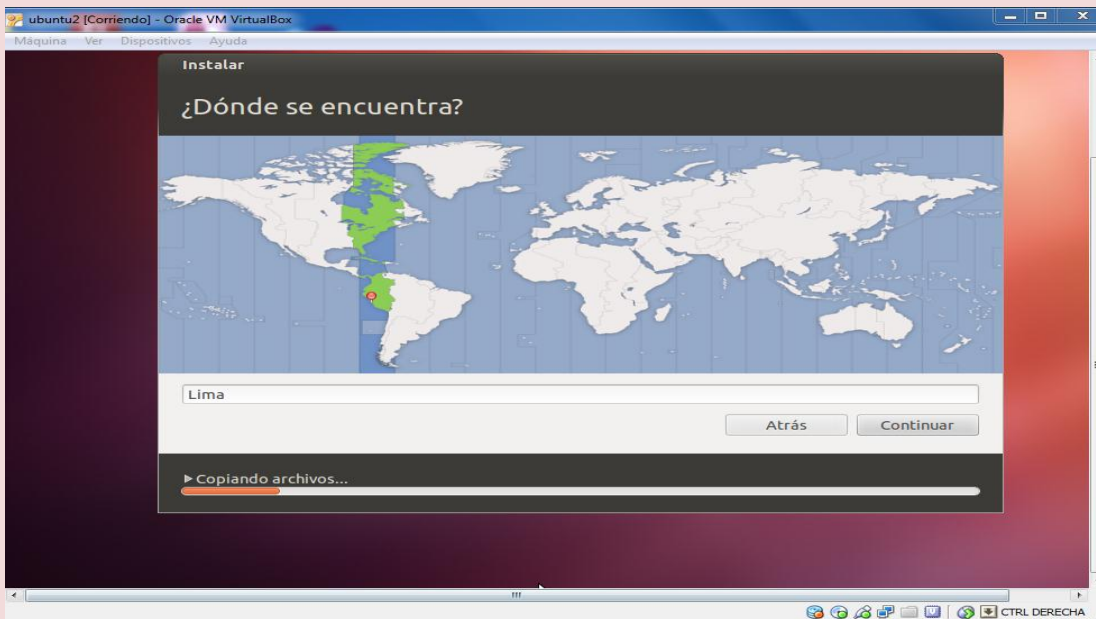 ubuntu2 [Corriendo] - Oracle VM VirtualBox
Máquina Ver Dispositivos Ayuda
Instalar
¿Dónde se encuentra?
Lima
Atrás Continuar
Copiando archivos...
CTRL DERECHA